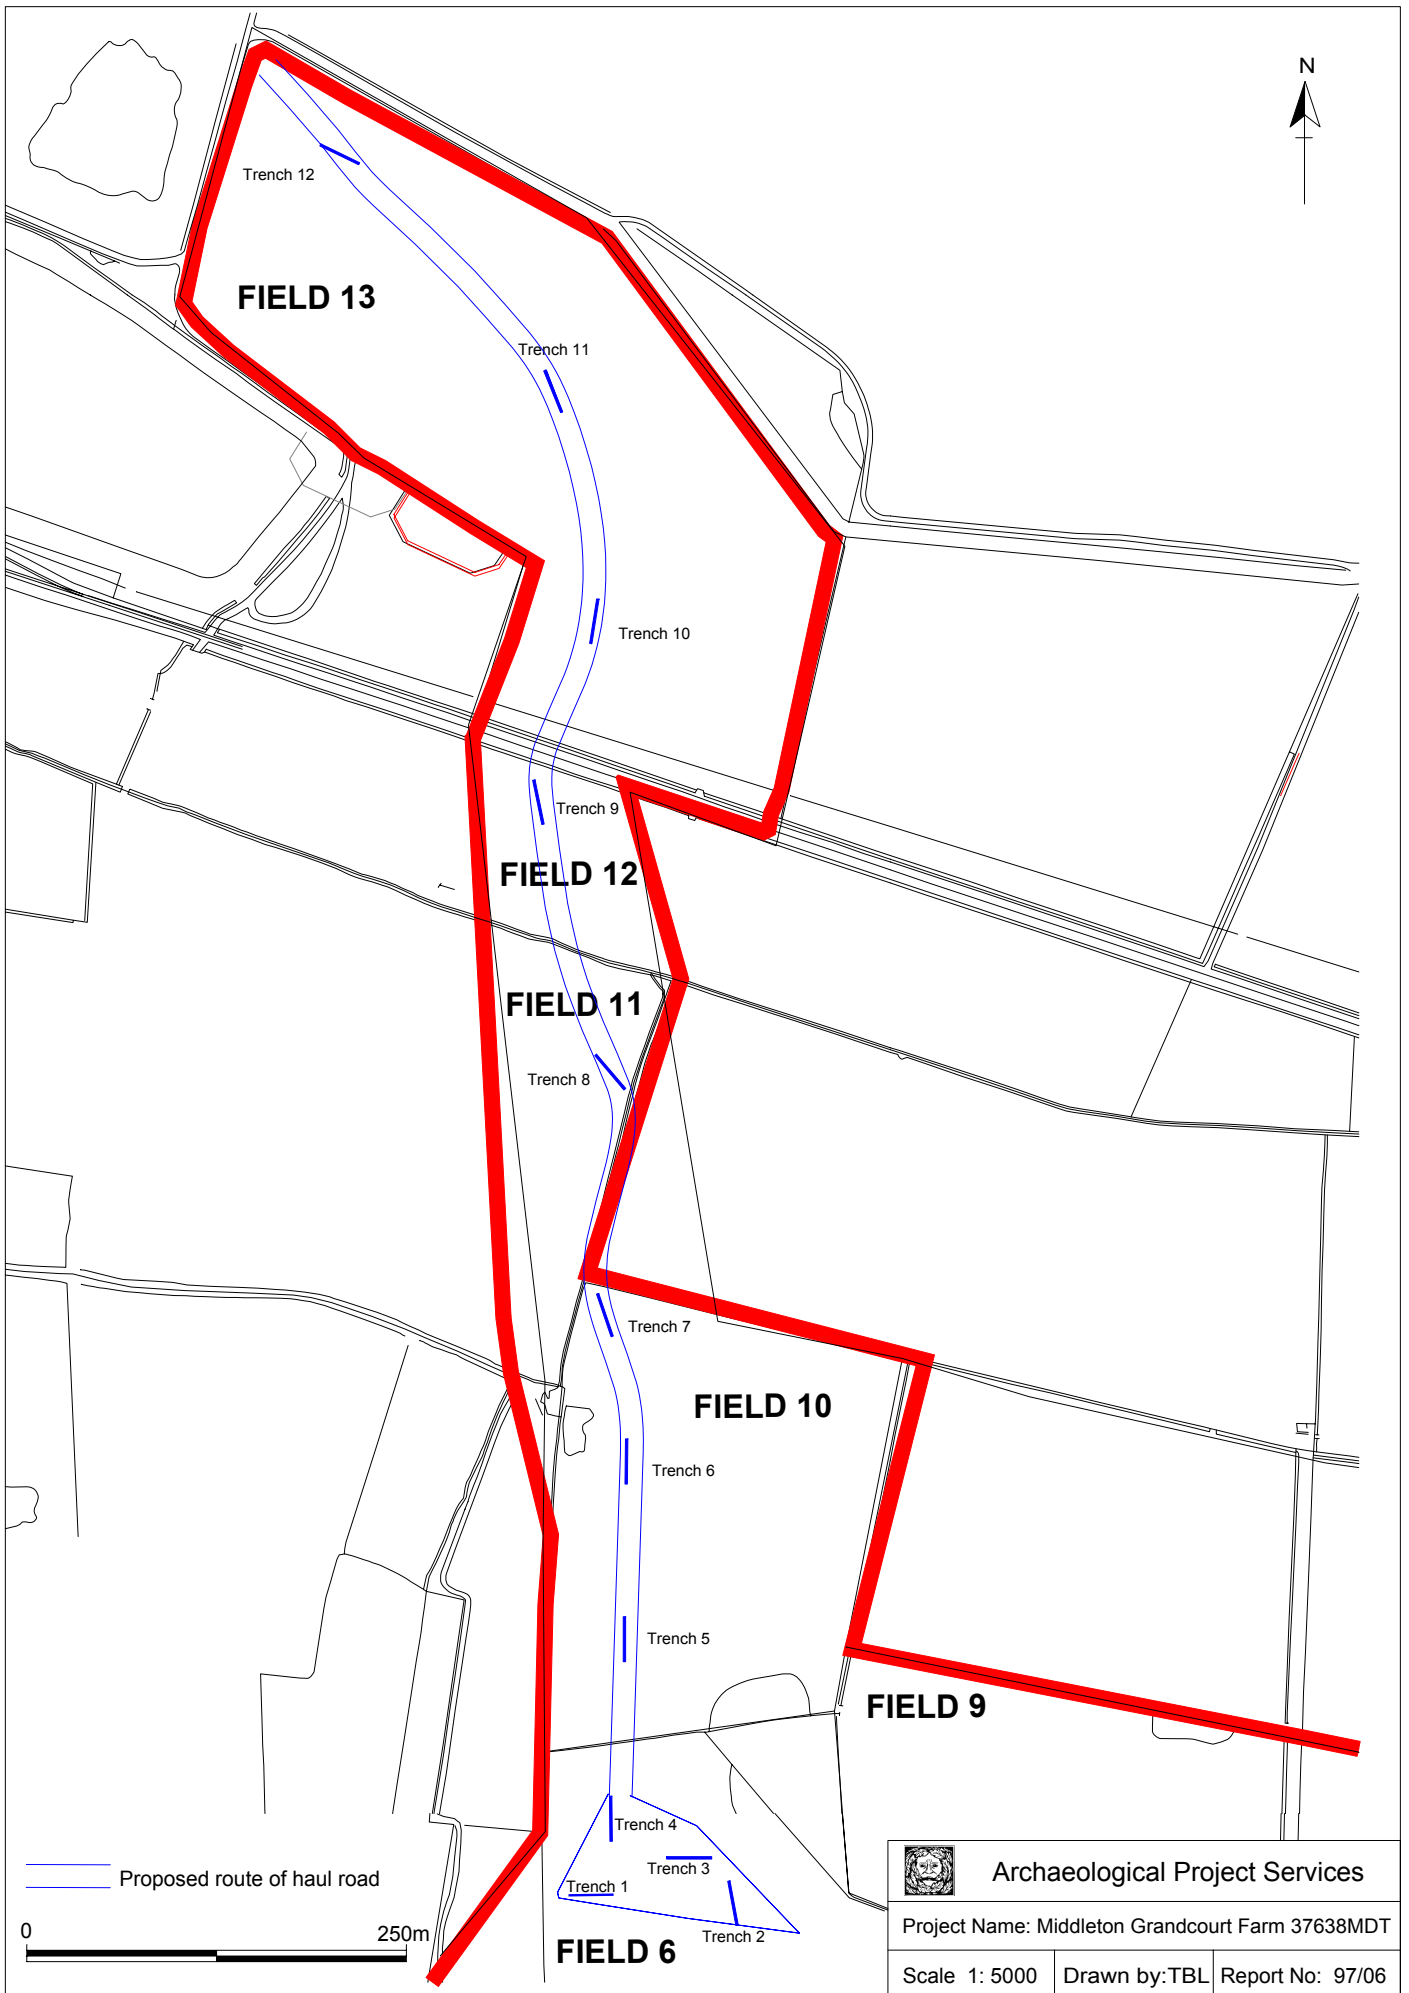 N
Trench 12
FIELD 13
Trench 11
Trench 10
Trench 9
FIELD 12
FIELD 11
Trench 8
Trench 7
FIELD 10
Trench 6
Trench 5
FIELD 9
Trench 4
Trench 3
Trench 1
Trench 2
FIELD 6
Proposed route of haul road
0 250m
Archaeological Project Services
Project Name: Middleton Grandcourt Farm 37638MDT
Scale 1: 5000 Drawn by:TBL Report No: 97/06